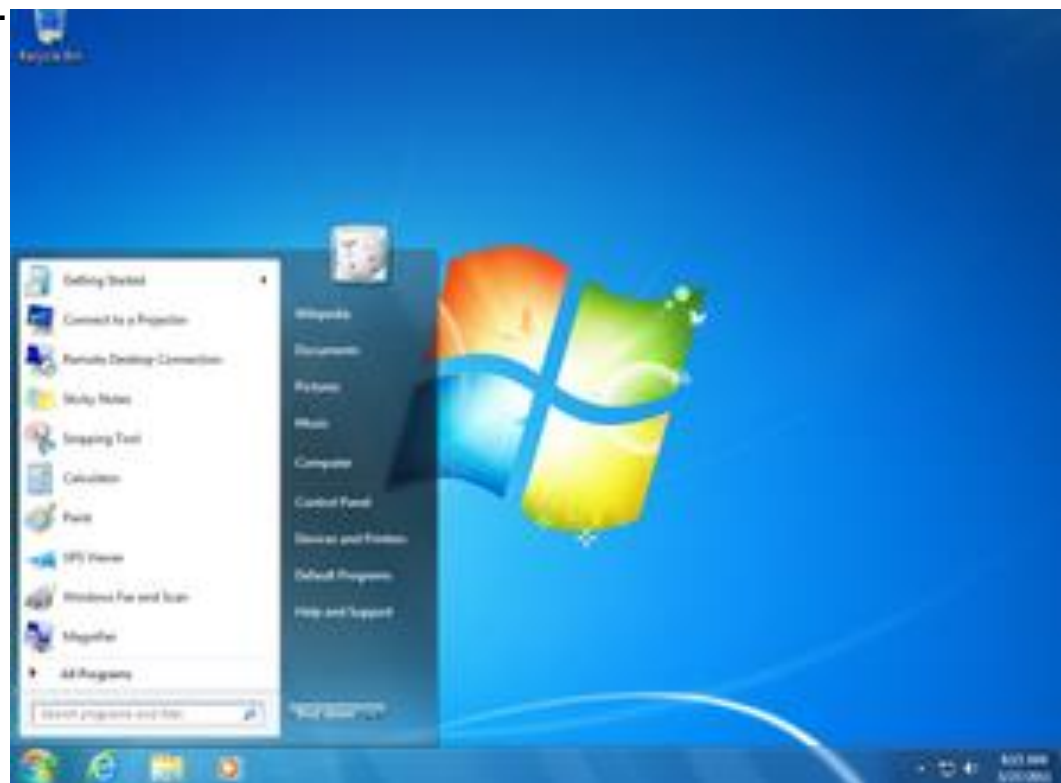 Recycle Bin
Getting Started
Connect to a Projector
Remote Desktop Connection
Sticky Notes
Snipping Tool
Calculator
Paint
XPS Viewer
Windows Fax and Scan
Magnifier
All Programs
Search programs and files
Wikipedia
Documents
Pictures
Music
Computer
Control Panel
Devices and Printers
Default Programs
Help and Support